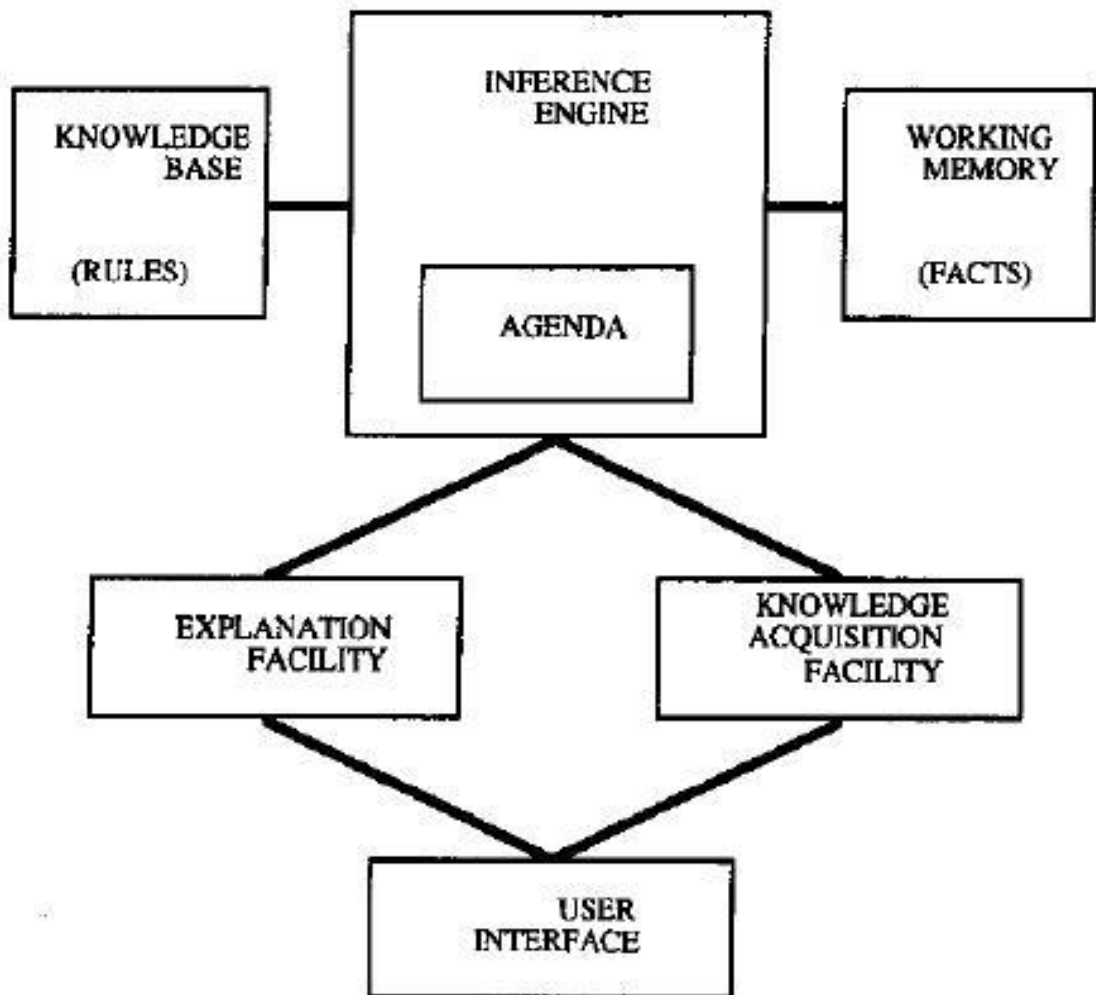 INFERENCE
ENGINE
KNOWLEDGE
BASE
(RULES)
WORKING
MEMORY
(FACTS)
AGENDA
EXPLANATION
FACILITY
KNOWLEDGE
ACQUISITION
FACILITY
USER
INTERFACE